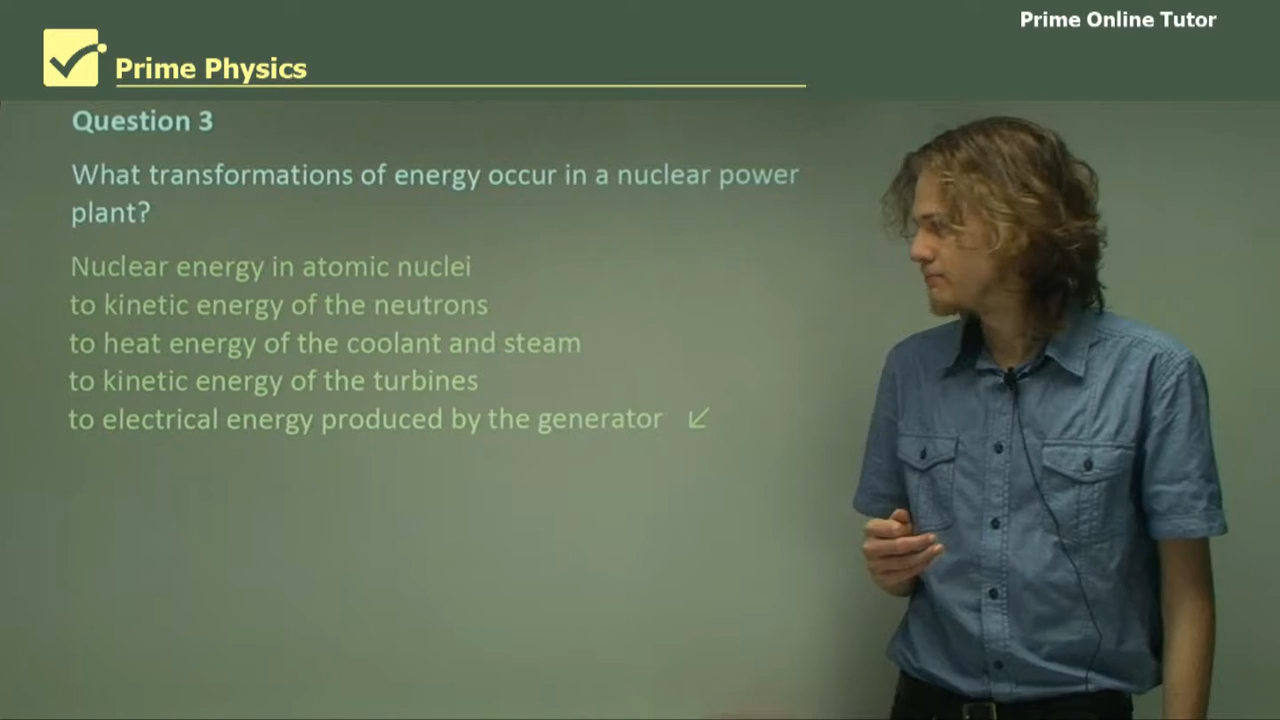 Prime Online Tutor
Prime Physics
Question 3
What transformations of energy occur in a nuclear power
plant?
Nuclear energy in atomic nuclei
to kinetic energy of the neutrons
to heat energy of the coolant and steam
to kinetic energy of the turbines
to electrical energy produced by the generator